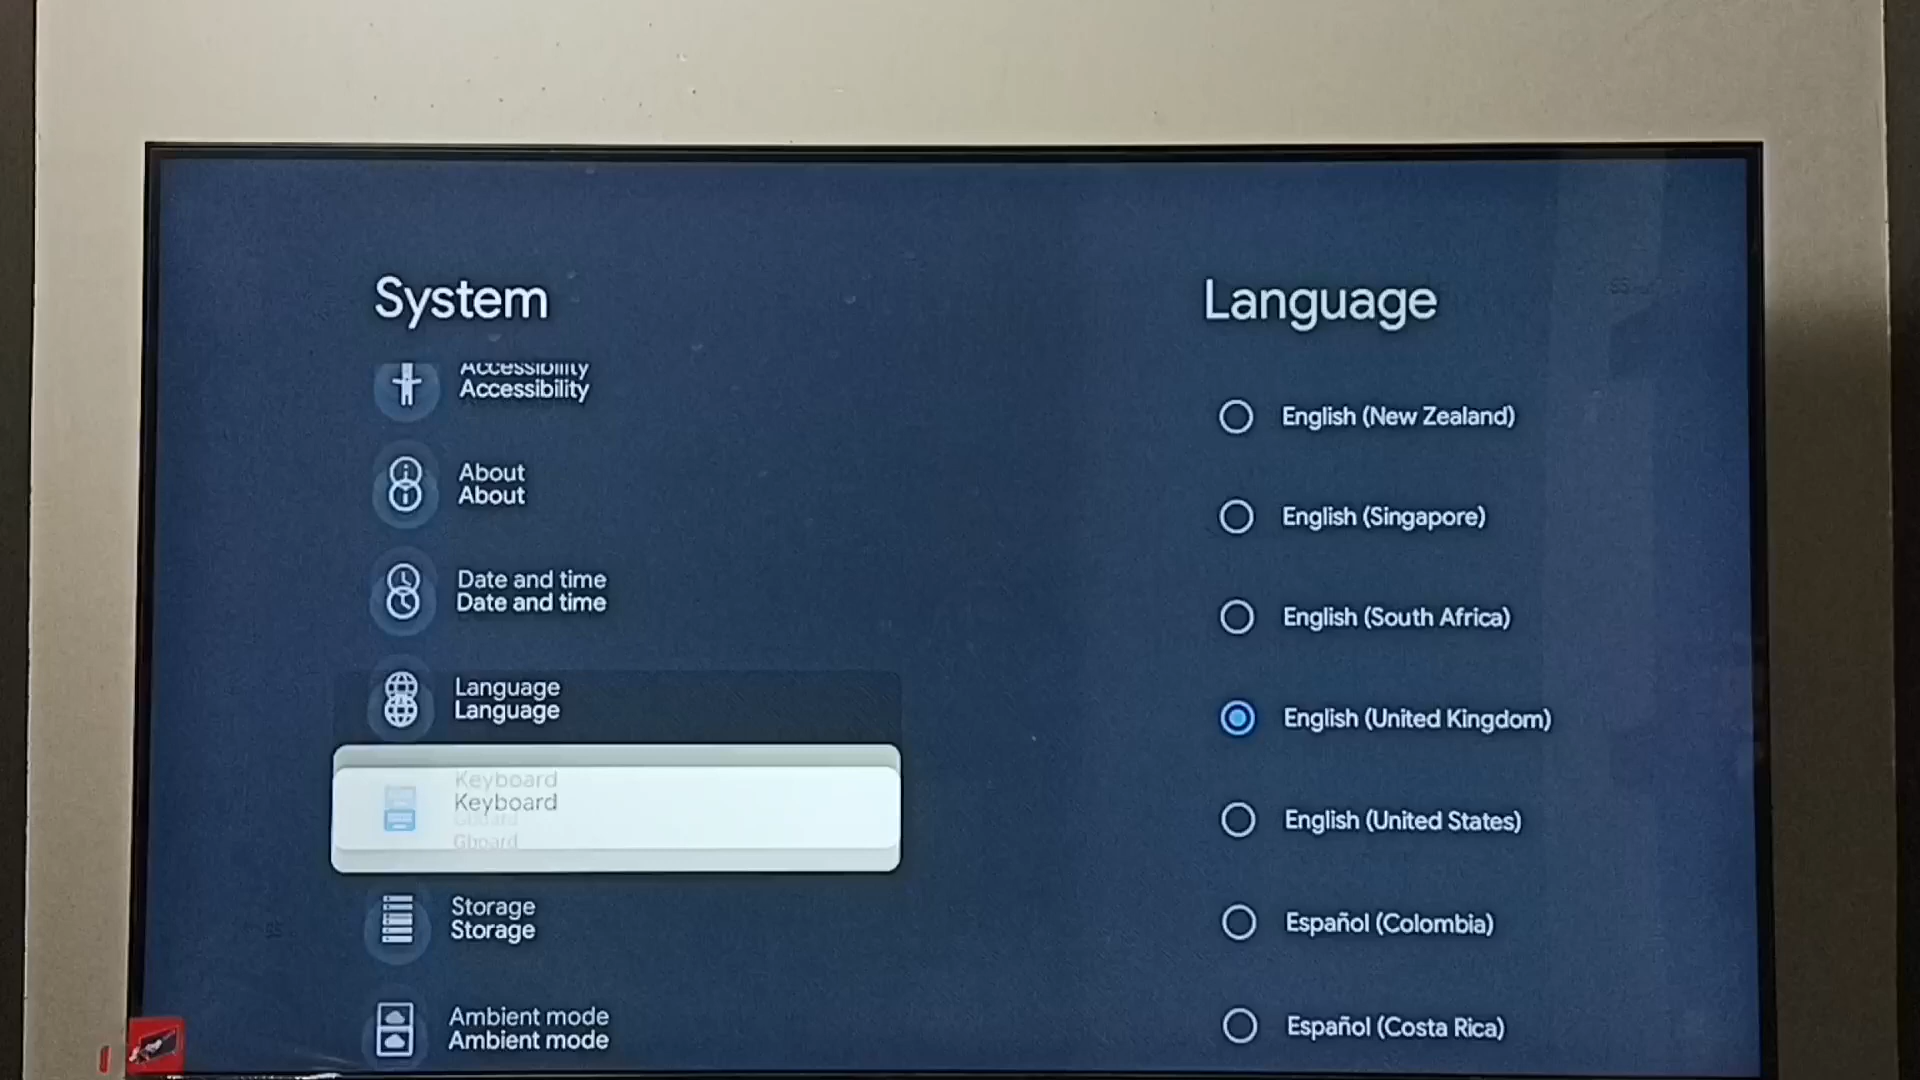 System
Accessibility
Accessibility
About
About
Date and time
Date and time
Language
Language
Keyboard
Keyboard
Gboard
Gboard
Storage
Storage
Ambient mode
Ambient mode
Language
English (New Zealand)
English (Singapore)
English (South Africa)
English (United Kingdom)
English (United States)
Español (Colombia)
Español (Costa Rica)